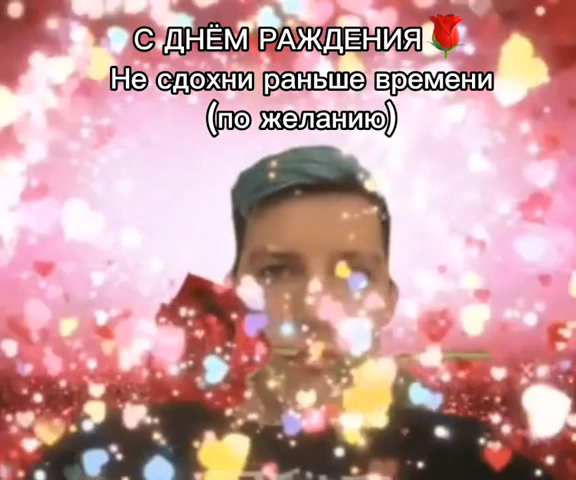 С ДНЁМ РАЖДЕНИЯ🌹
Не сдохни раньше времени
(по желанию)